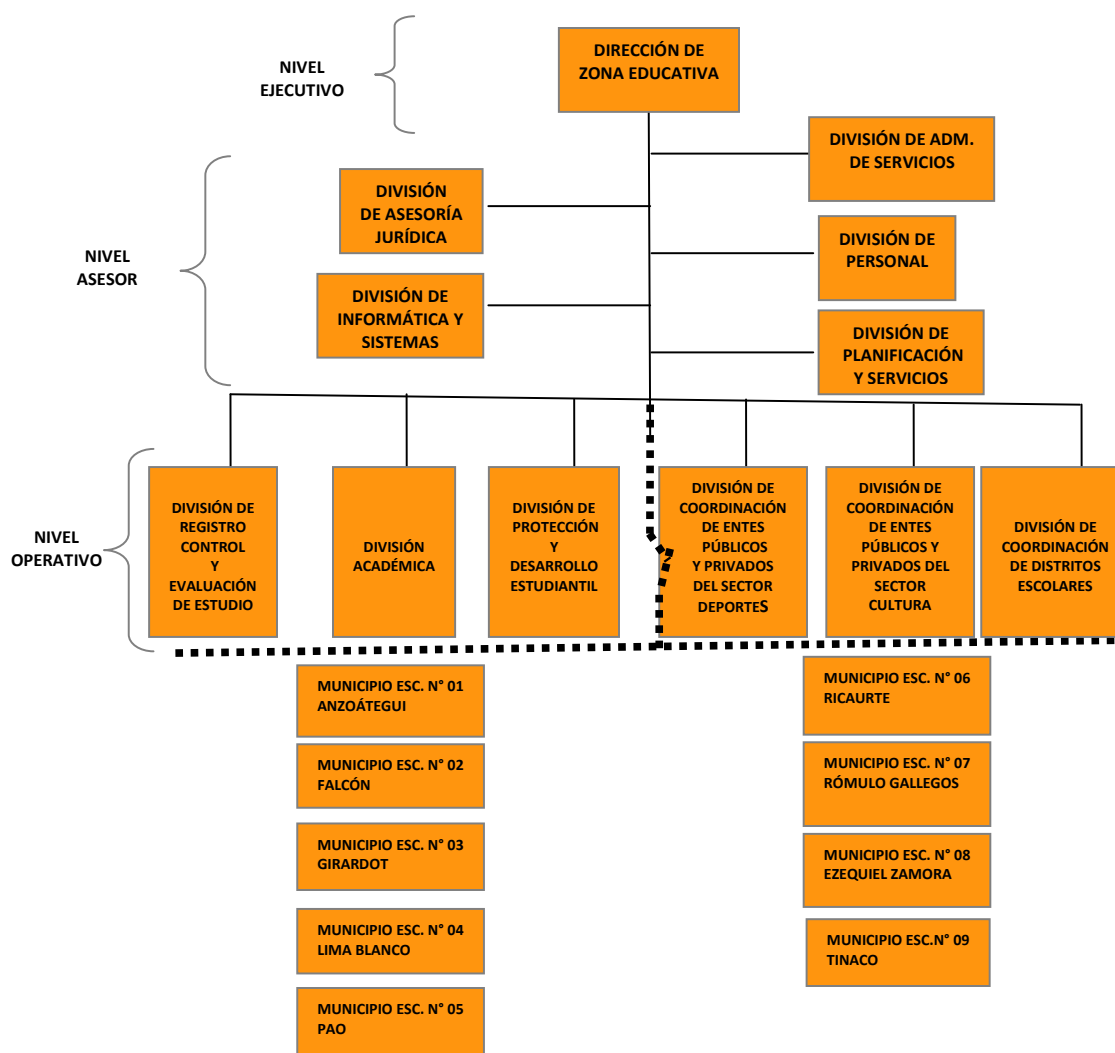 NIVEL
EJECUTIVO
DIRECCIÓN DE
ZONA EDUCATIVA
NIVEL
ASESOR
DIVISIÓN DE ADM.
DE SERVICIOS
DIVISIÓN
DE ASESORÍA
JURÍDICA
DIVISIÓN DE
PERSONAL
DIVISIÓN DE
INFORMÁTICA Y
SISTEMAS
DIVISIÓN DE
PLANIFICACIÓN
Y SERVICIOS
NIVEL
OPERATIVO
DIVISIÓN DE
REGISTRO
CONTROL
Y
EVALUACIÓN
DE ESTUDIO
DIVISIÓN
ACADÉMICA
DIVISIÓN DE
PROTECCIÓN
Y
DESARROLLO
ESTUDIANTIL
DIVISIÓN DE
COORDINACIÓN
DE ENTES
PÚBLICOS
Y PRIVADOS
DEL SECTOR
DEPORTES
DIVISIÓN DE
COORDINACIÓN
DE ENTES
PÚBLICOS Y
PRIVADOS DEL
SECTOR
CULTURA
DIVISIÓN DE
COORDINACIÓN
DE DISTRITOS
ESCOLARES
MUNICIPIO ESC. N° 01
ANZOÁTEGUI
MUNICIPIO ESC. N° 02
FALCÓN
MUNICIPIO ESC. N° 03
GIRARDOT
MUNICIPIO ESC. N° 04
LIMA BLANCO
MUNICIPIO ESC. N° 05
PAO
MUNICIPIO ESC. N° 06
RICAURTE
MUNICIPIO ESC. N° 07
RÓMULO GALLEGOS
MUNICIPIO ESC. N° 08
EZEQUIEL ZAMORA
MUNICIPIO ESC.N° 09
TINACO